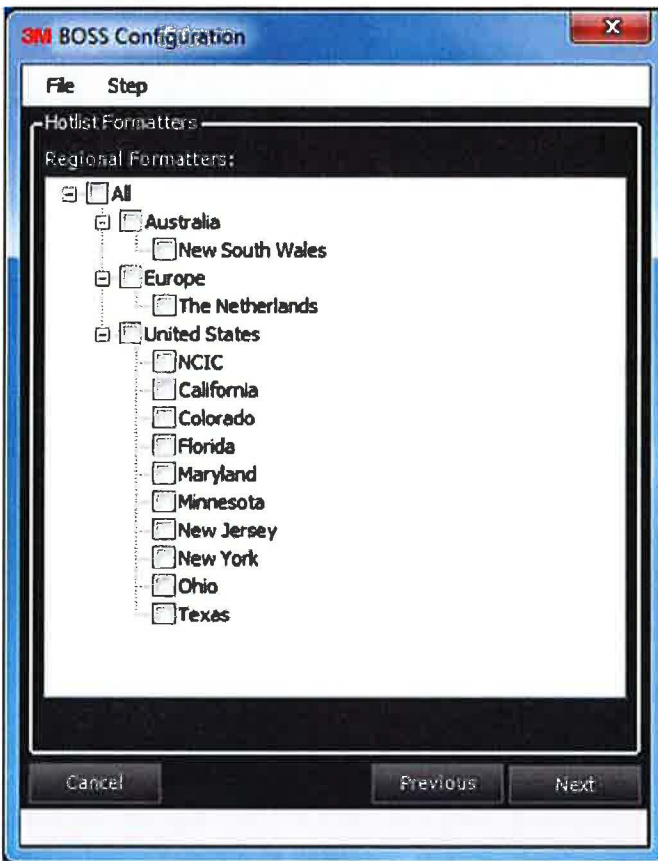 3M BOSS Configuration
X
File Step
Hotlist Formatters
Regional Formatters:
All
Australia
New South Wales
Europe
The Netherlands
United States
NCIC
California
Colorado
Florida
Maryland
Minnesota
New Jersey
New York
Ohio
Texas
Cancel Previous Next